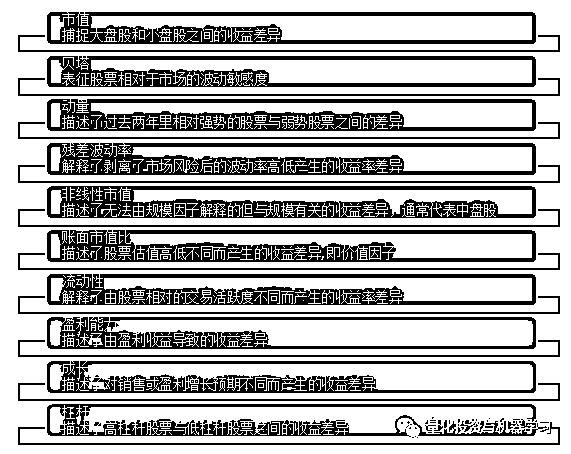 市值
捕捉大盘股和小盘股之间的收益差异
贝塔
表征股票相对于市场的波动敏感度
动量
描述了过去两年里相对强势的股票与弱势股票之间的差异
残差波动率
解释了剥离了市场风险后的波动率高低产生的收益率差异
非线性市值
描述了无法由规模因子解释的但与规模有关的收益差异，通常代表中盘股
账面市值比
描述了股票估值高低不同而产生的收益差异,即价值因子
流动性
解释了由股票相对的交易活跃度不同而产生的收益率差异
盈利能力
描述了由盈利收益导致的收益差异
成长
描述了对销售或盈利增长预期不同而产生的收益差异
杠杆
描述了高杠杆股票与低杠杆股票之间的收益差异
量化投资与机器学习